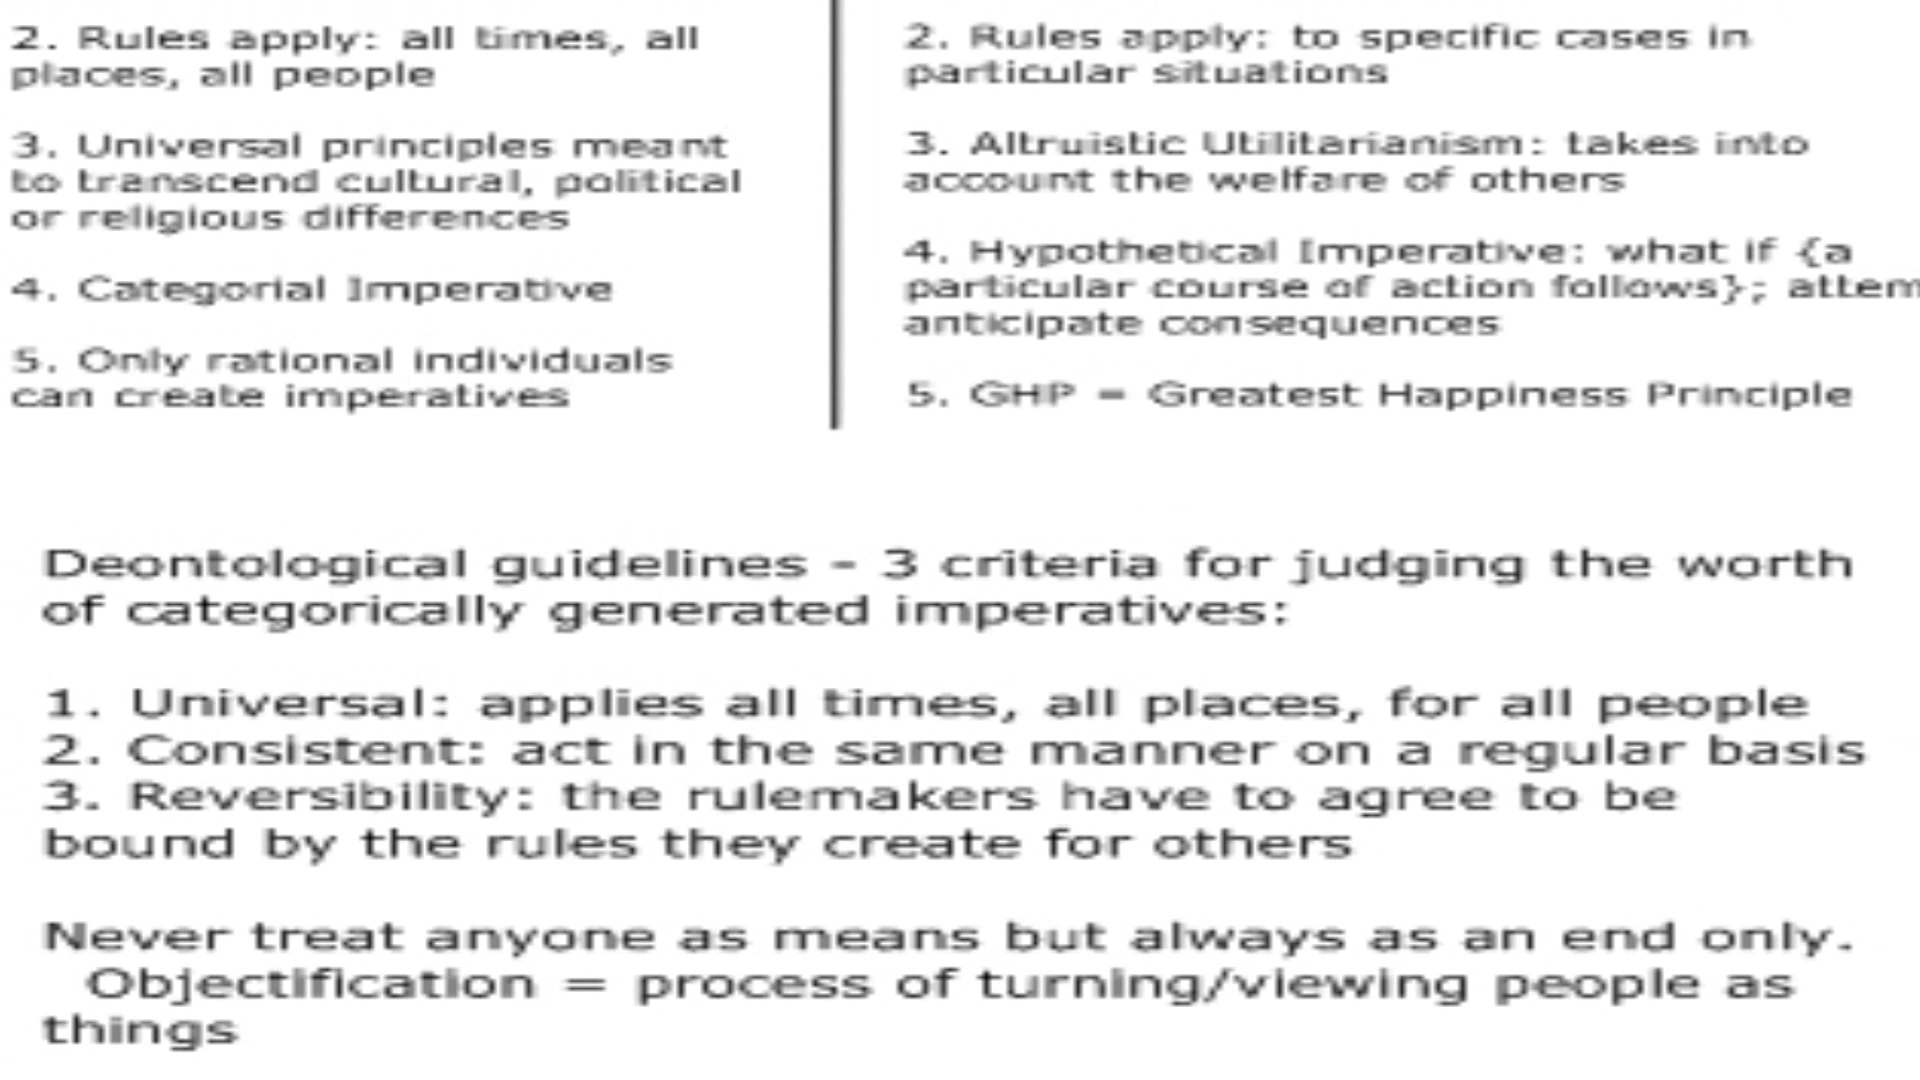 2. Rules apply: all times, all
places, all people
3. Universal principles meant
to transcend cultural, political
or religious differences
4. Categorial Imperative
5. Only rational individuals
can create imperatives
2. Rules apply: to specific cases in
particular situations
3. Altruistic Utilitarianism: takes into
account the welfare of others
4. Hypothetical Imperative: what if {a
particular course of action follows}; attem
anticipate consequences
5. GHP = Greatest Happiness Principle
Deontological guidelines - 3 criteria for judging the worth
of categorically generated imperatives:
1. Universal: applies all times, all places, for all people
2. Consistent: act in the same manner on a regular basis
3. Reversibility: the rulemakers have to agree to be
bound by the rules they create for others
Never treat anyone as means but always as an end only.
Objectification = process of turning/viewing people as
things